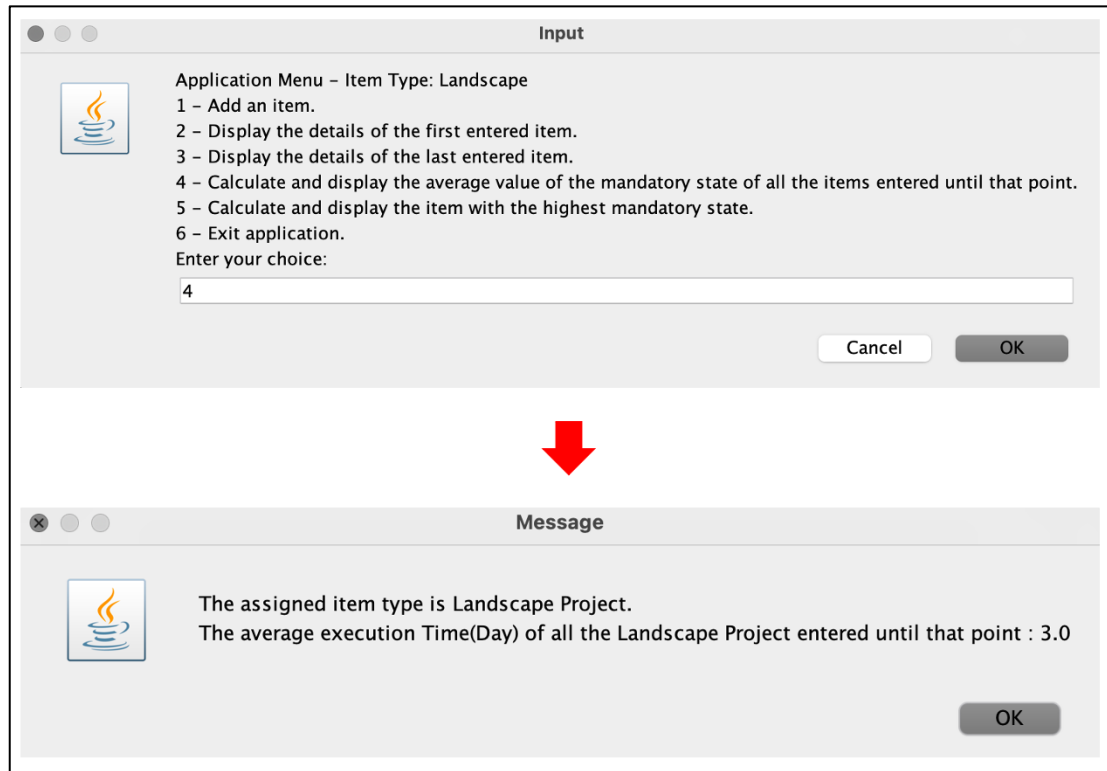 Input
Application Menu – Item Type: Landscape
1 – Add an item.
2 – Display the details of the first entered item.
3 – Display the details of the last entered item.
4 – Calculate and display the average value of the mandatory state of all the items entered until that point.
5 – Calculate and display the item with the highest mandatory state.
6 – Exit application.
Enter your choice:
4
Cancel OK
Message
The assigned item type is Landscape Project.
The average execution Time(Day) of all the Landscape Project entered until that point : 3.0
OK